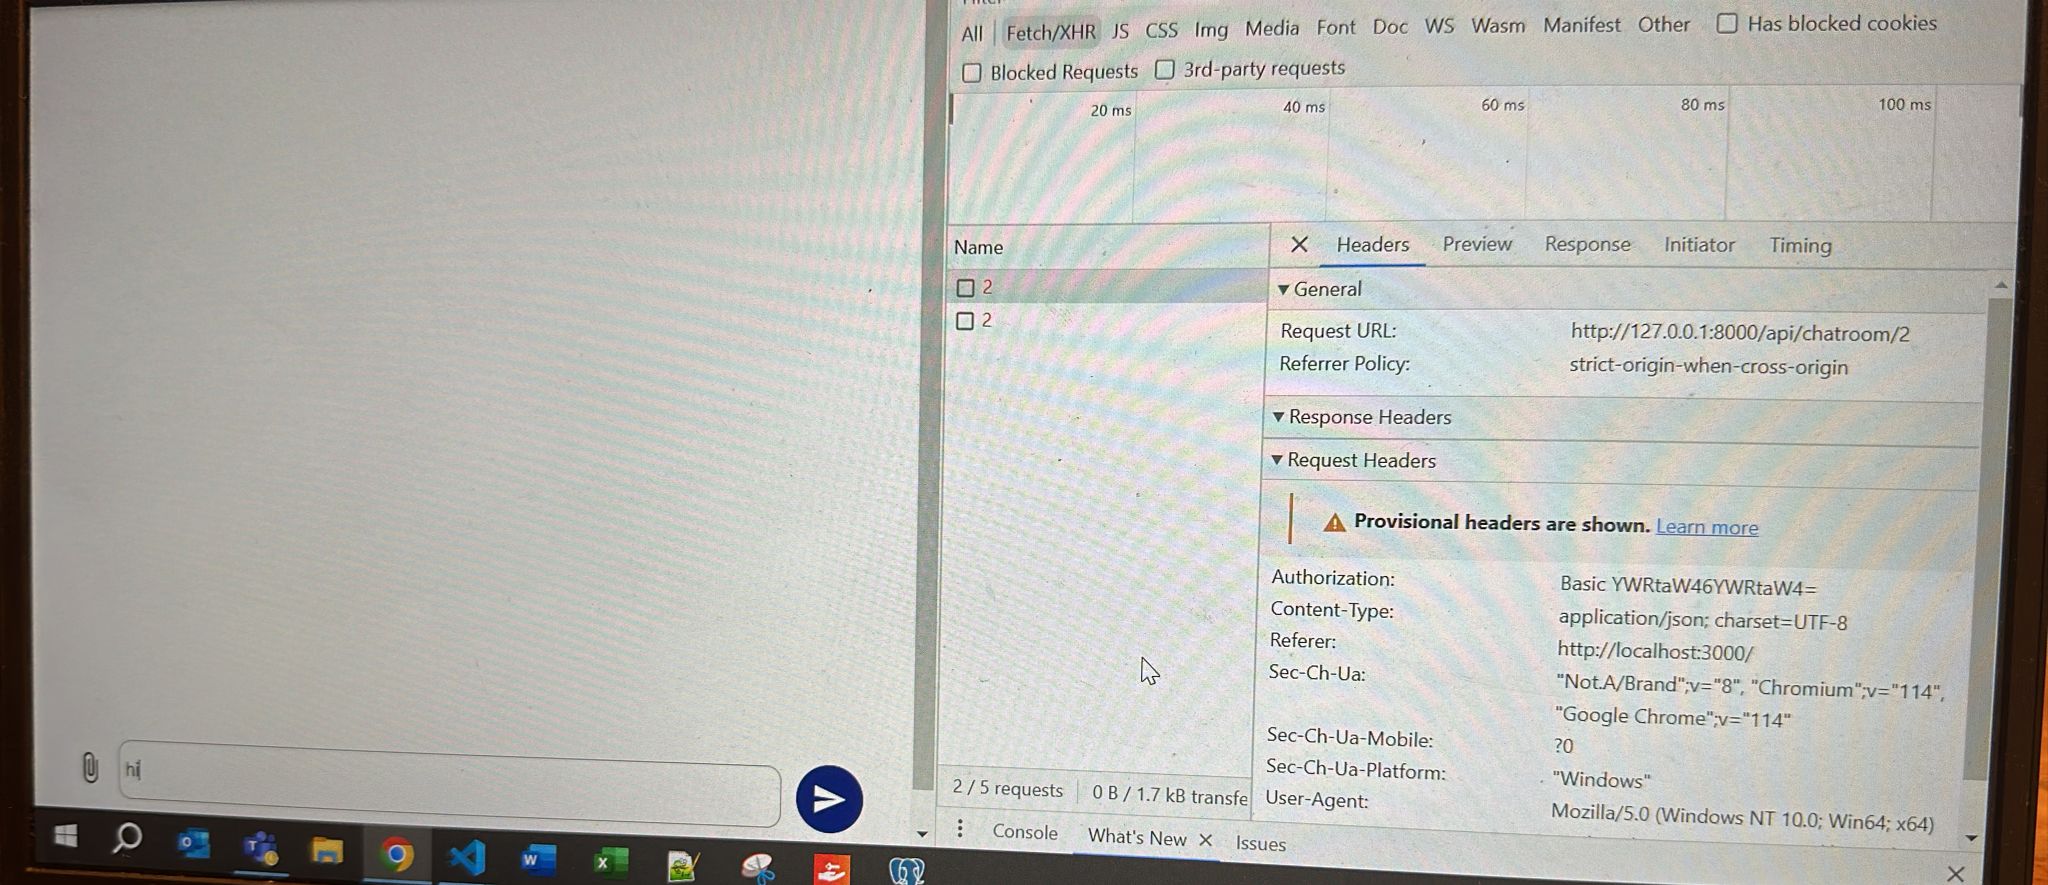 All Fetch/XHR JS CSS Img Media Font Doc WS Wasm Manifest Other Has blocked cookies
Blocked Requests 3rd-party requests
20 ms 40 ms 60 ms 80 ms 100 ms
Name
2
2
Headers Preview Response Initiator Timing
General
Request URL: http://127.0.0.1:8000/api/chatroom/2
Referrer Policy: strict-origin-when-cross-origin
Response Headers
Request Headers
Provisional headers are shown. Learn more
Authorization: Basic YWRtaW46YWRtaW4=
Content-Type: application/json; charset=UTF-8
Referer: http://localhost:3000/
Sec-Ch-Ua: "Not.A/Brand";v="8", "Chromium";v="114",
"Google Chrome";v="114"
Sec-Ch-Ua-Mobile: ?0
Sec-Ch-Ua-Platform: "Windows"
User-Agent: Mozilla/5.0 (Windows NT 10.0; Win64; x64)
hi
2 / 5 requests 0 B / 1.7 kB transfe
Console What's New Issues